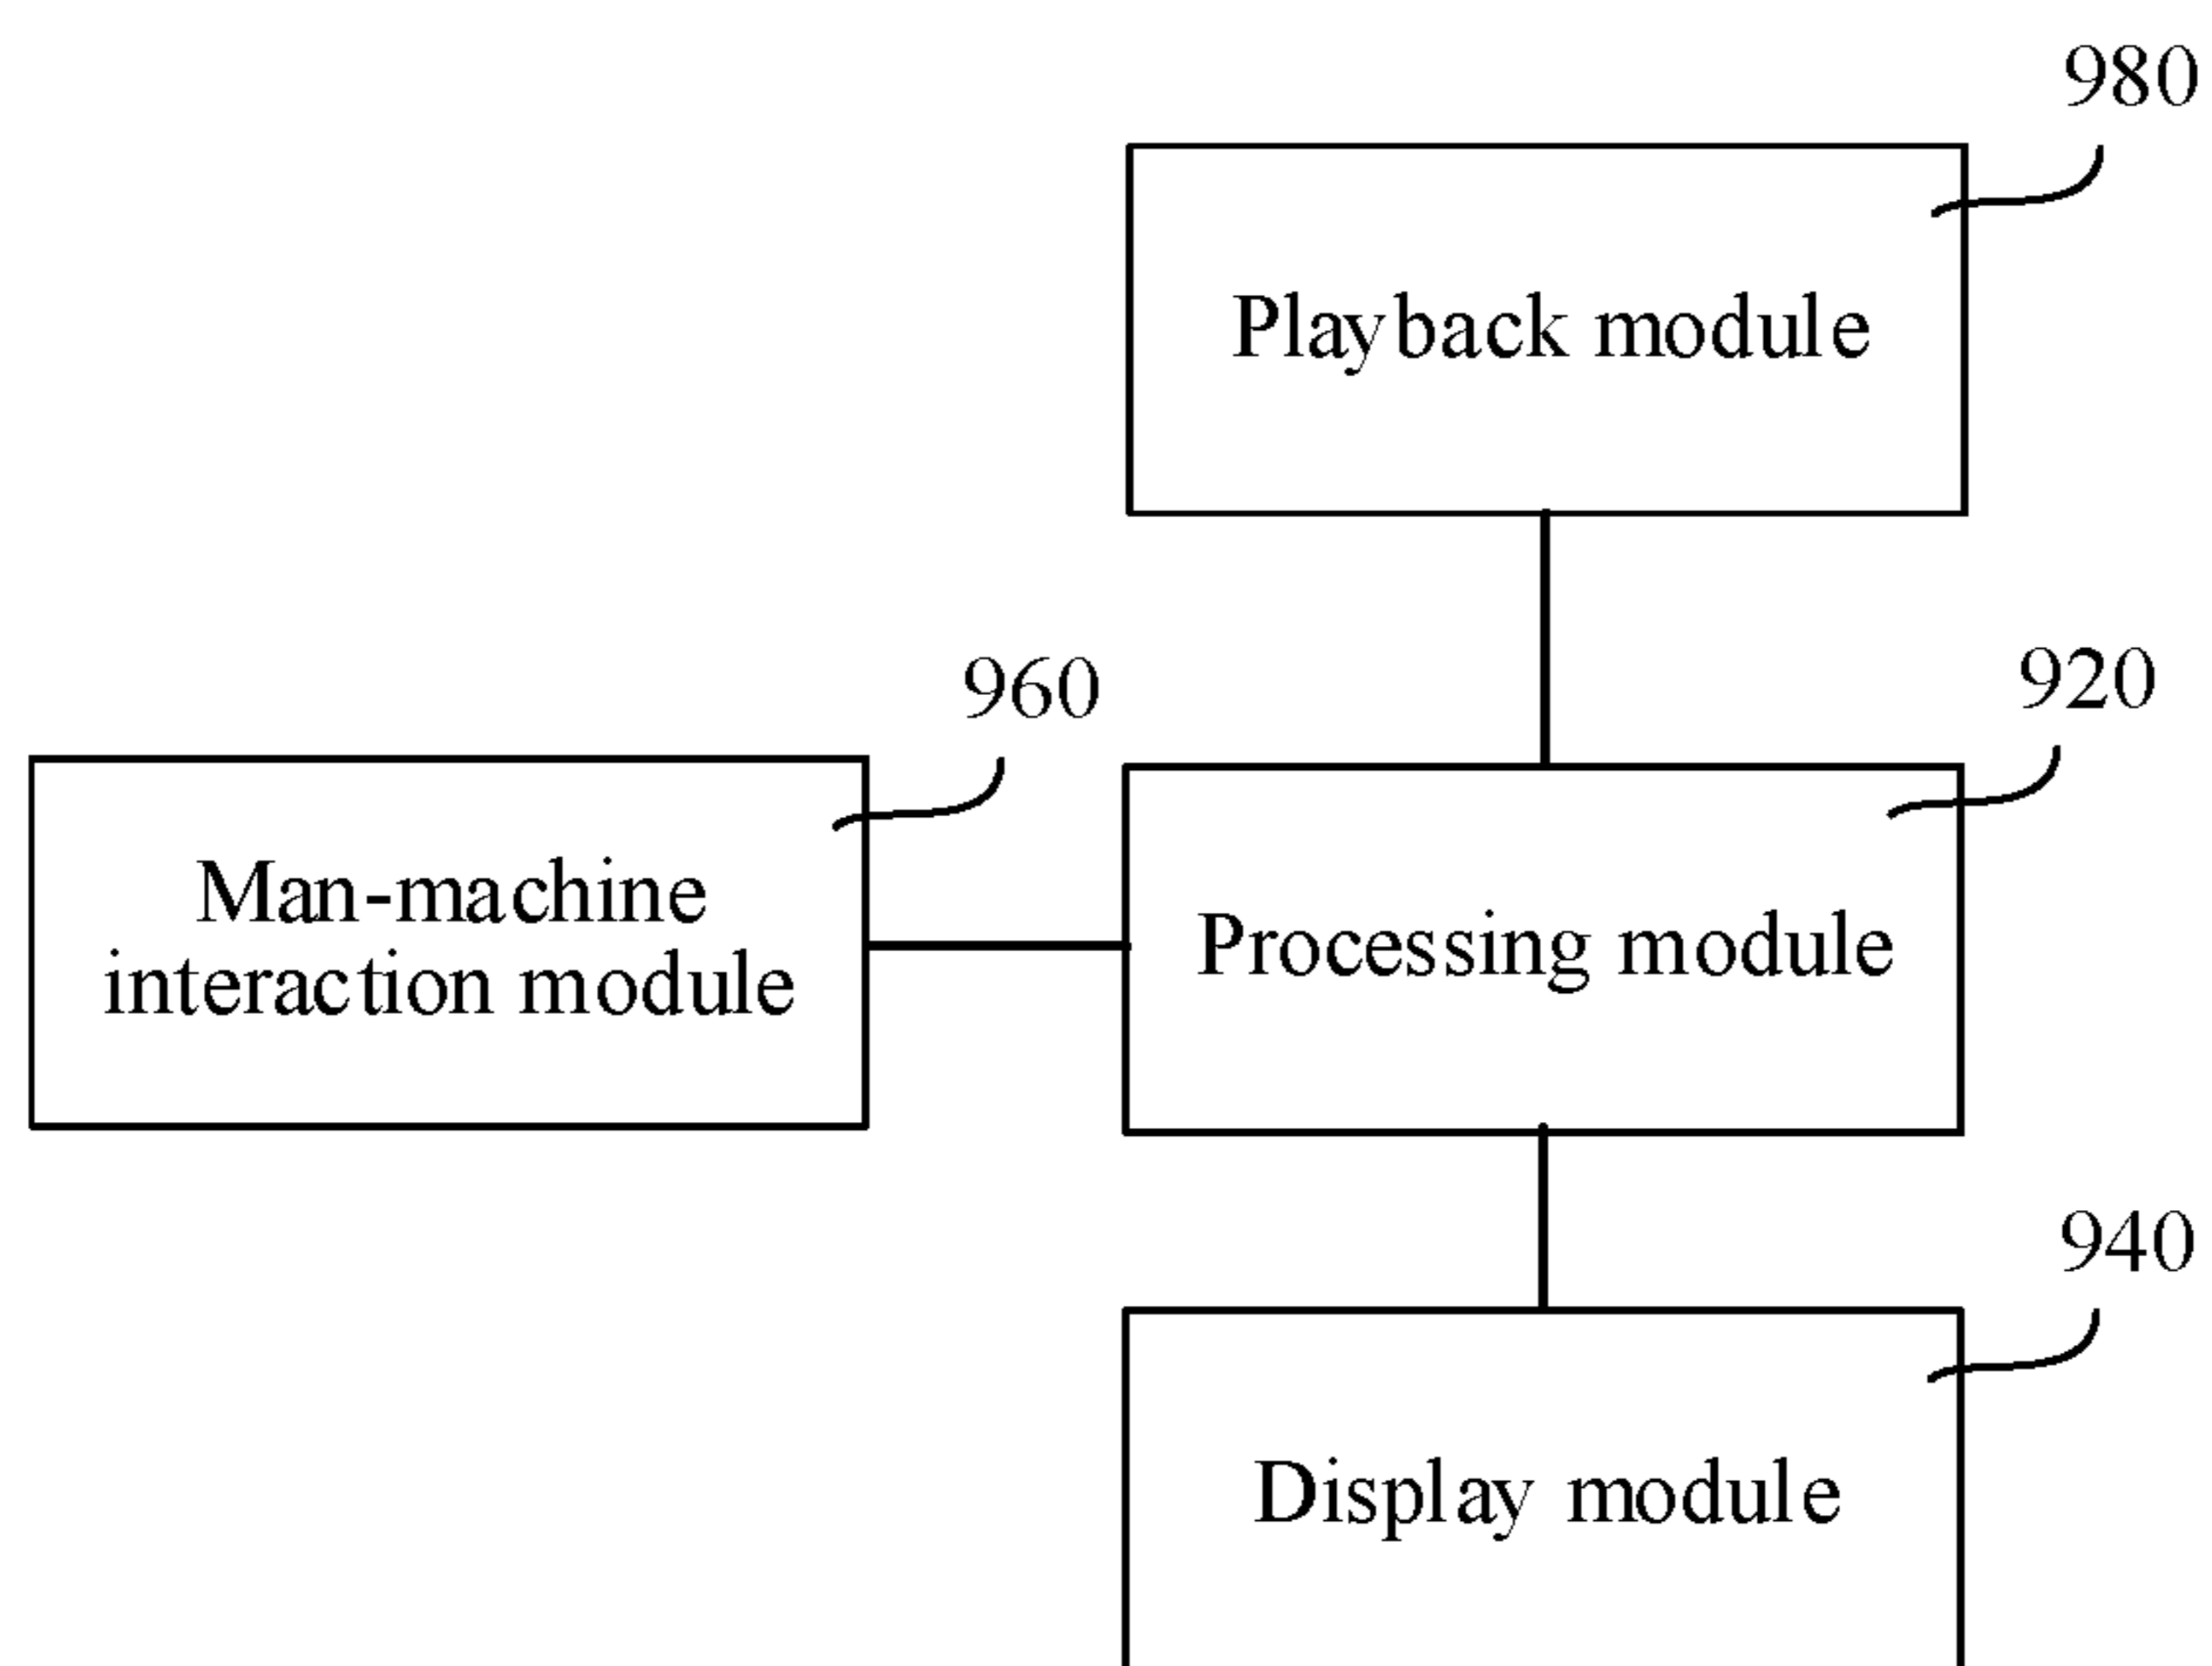 980
Playback module
960
920
Man-machine
interaction module
Processing module
940
Display module